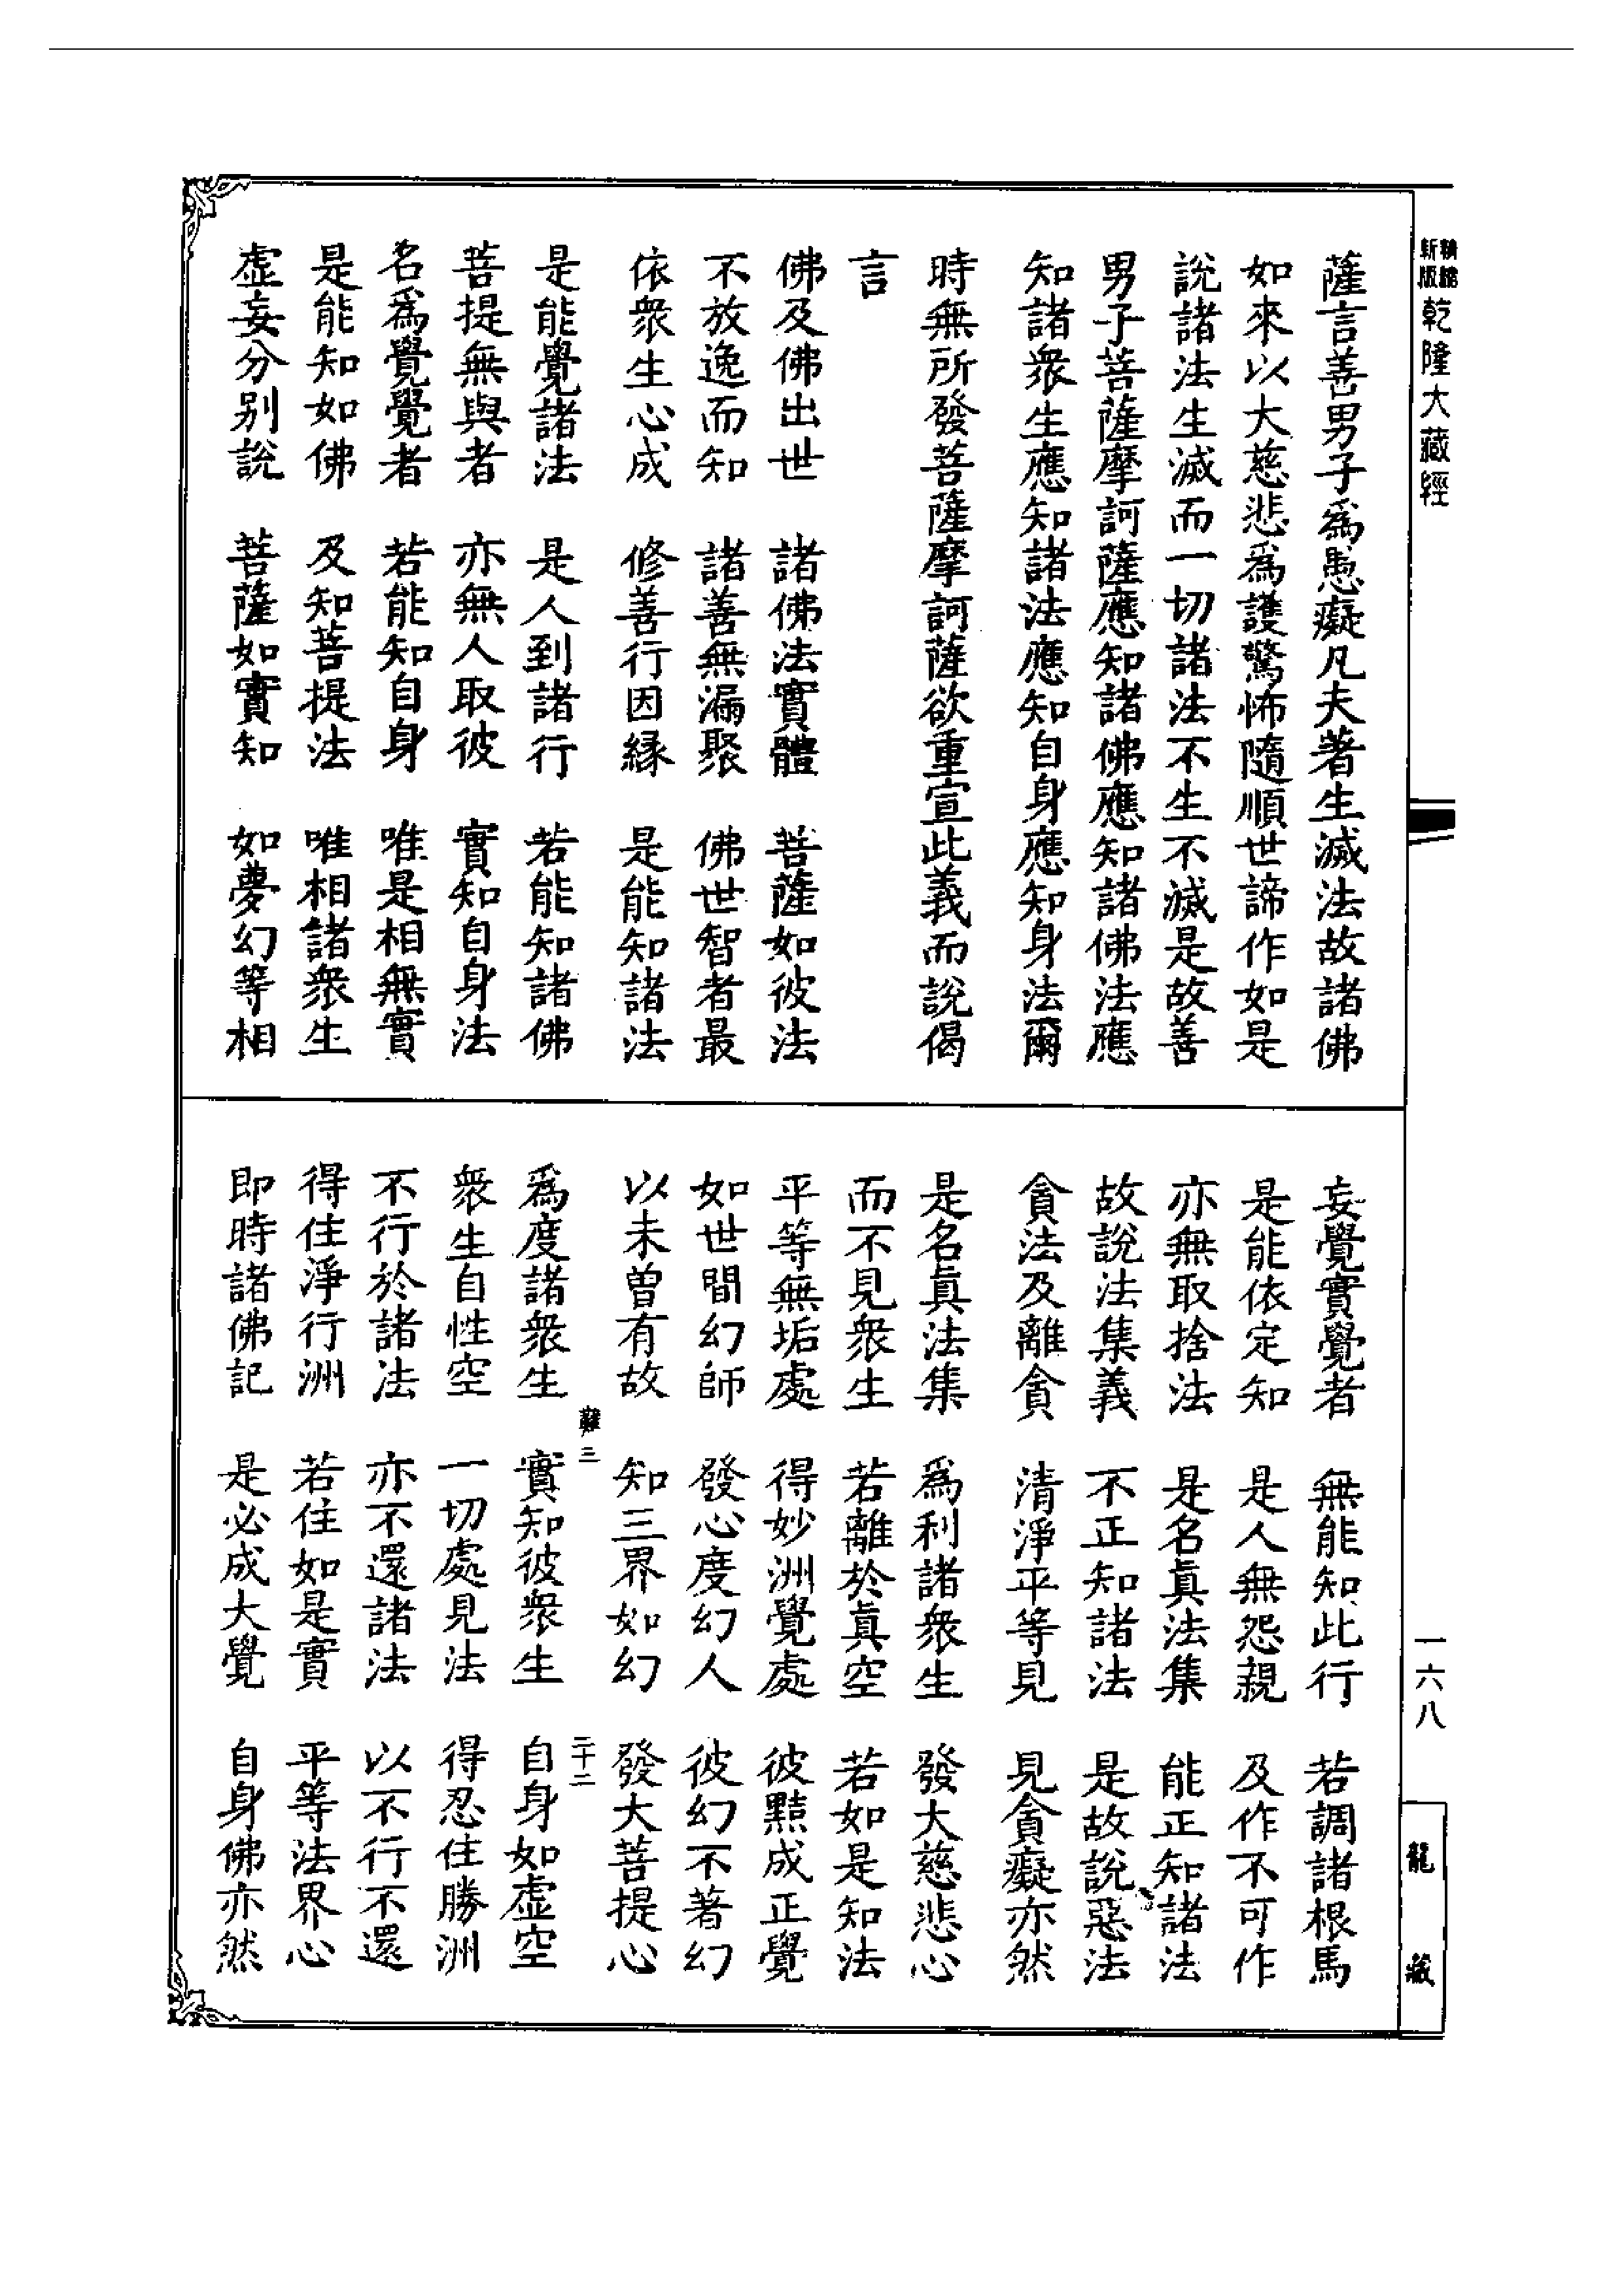 精縮新版乾隆大藏經
薩言善男子為愚癡凡夫著生滅法故諸佛
如來以大慈悲為護驚怖隨順世諦作如是
說諸法生滅而一切諸法不生不滅是故善
男子菩薩摩訶薩應知諸佛應知諸佛法應
知諸衆生應知諸法應知自身應知身法爾
時無所發菩薩摩訶薩欲重宣此義而說偈
言
佛及佛出世 諸佛法實體 菩薩如彼法
不放逸而知 諸善無漏聚 佛世智者最
依衆生心成 修善行因緣 是能知諸法
是能覺諸法 是人到諸行 若能知諸佛
菩提無與者 亦無人取彼 實知自身法
名為覺覺者 若能知自身 唯是相無實
是能知如佛 及知菩提法 唯相諸衆生
虛妄分別說 菩薩如實知 如夢幻等相
妄覺實覺者 無能知此行 若調諸根馬
是能依定知 是人無怨親 及作不可作
亦無取捨法 是名眞法集 能正知諸法
故說法集義 不正知諸法 是故說惡法
貪法及離貪 清淨平等見 見貪癡亦然
是名眞法集 為利諸衆生 發大慈悲心
而不見衆生 若離於眞空 若如是知法
平等無垢處 得妙洲覺處 彼黠成正覺
如世間幻師 發心度幻人 彼幻不著幻
以未曾有故 知三界如幻 發大菩提心
三 二十二
為度諸衆生 實知彼衆生 自身如虛空
衆生自性空 一切處見法 得忍住勝洲
不行於諸法 亦不還諸法 以不行不還
得住淨行洲 若住如是實 平等法界心
即時諸佛記 是必成大覺 自身佛亦然
一六八
龍藏